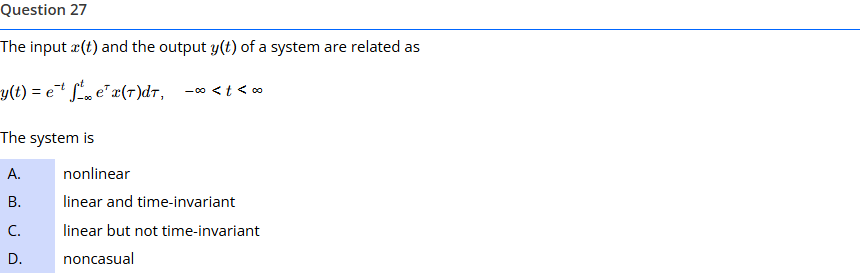 Question 27
The input x(t) and the output y(t) of a system are related as
y(t) = e^{-t} ∫_{-∞}^{t} e^{τ} x(τ)dτ, -∞ < t < ∞
The system is
A. nonlinear
B. linear and time-invariant
C. linear but not time-invariant
D. noncasual